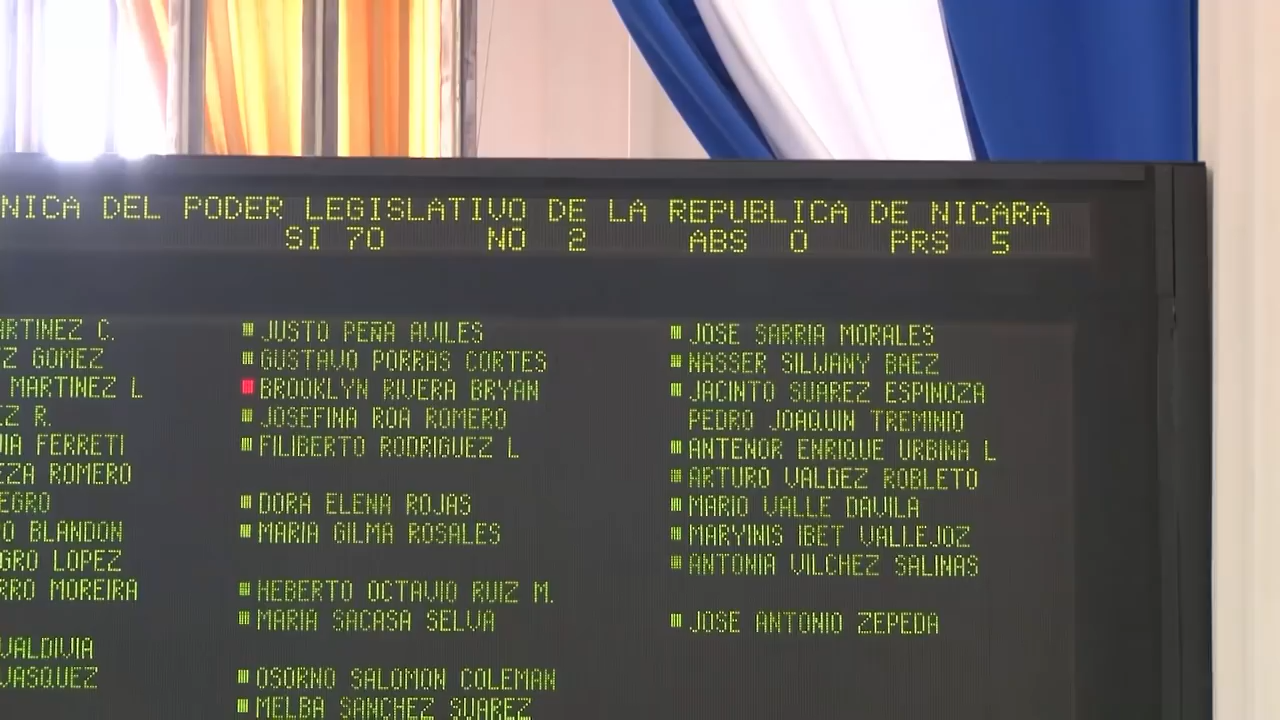 NICA DEL PODER LEGISLATIVO DE LA REPUBLICA DE NICARA
SI 70 NO 2 ABS 0 PRS 5
ARTINEZ C.
Z GOMEZ
MARTINEZ L
EZ R.
UIA FERRETI
EZA ROMERO
EGRO
O BLANDON
GRO LOPEZ
RRO MOREIRA
VALDIVIA
VASQUEZ
JUSTO PEÑA AVILES
GUSTAVO PORRAS CORTES
BROOKLYN RIVERA BRYAN
JOSEFINA ROA ROMERO
FILIBERTO RODRIGUEZ L
DORA ELENA ROJAS
MARIA GILMA ROSALES
HEBERTO OCTAVIO RUIZ M.
MARIA SACASA SELVA
OSORNO SALOMON COLEMAN
MELBA SANCHEZ SUAREZ
JOSE SARRIA MORALES
NASSER SILWANY BAEZ
JACINTO SUAREZ ESPINOZA
PEDRO JOAQUIN TREMINIO
ANTENOR ENRIQUE URBINA L
ARTURO VALDEZ ROBLETO
MARIO VALLE DAVILA
MARYINIS IBET VALLEJOZ
ANTONIA VILCHEZ SALINAS
JOSE ANTONIO ZEPEDA